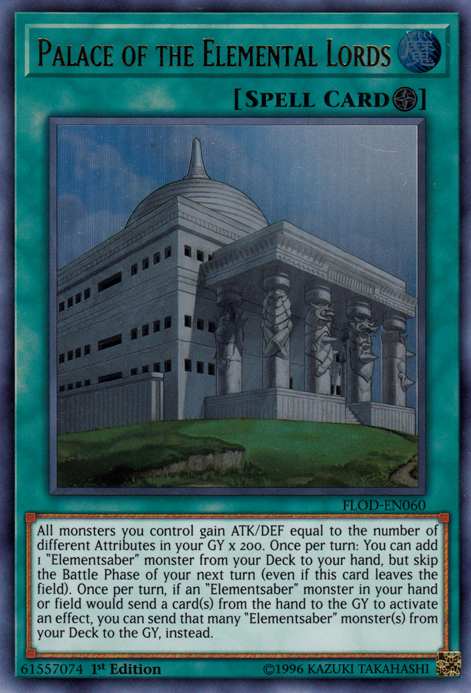 PALACE OF THE ELEMENTAL LORDS
魔
[SPELL CARD]
FLOD-EN060
All monsters you control gain ATK/DEF equal to the number of
different Attributes in your GY x 200. Once per turn: You can add
1 "Elementsaber" monster from your Deck to your hand, but skip
the Battle Phase of your next turn (even if this card leaves the
field). Once per turn, if an "Elementsaber" monster in your hand
or field would send a card(s) from the hand to the GY to activate
an effect, you can send that many "Elementsaber" monster(s) from
your Deck to the GY, instead.
61557074 1st Edition ©1996 KAZUKI TAKAHASHI